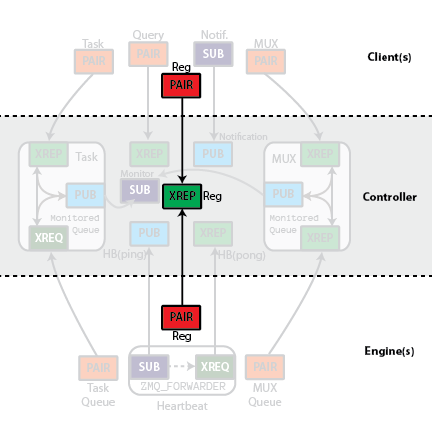 Task
Query
Notif.
MUX
PAIR
PAIR
SUB
PAIR
Client(s)
Reg
PAIR
Notification
XREP
Task
XREP
PUB
MUX
XREP
Monitor
PUB
SUB
XREP
Reg
PUB
Controller
Monitored
Queue
Monitored
Queue
XREQ
PUB
XREP
XREP
HB(ping)
HB(pong)
PAIR
Reg
Engine(s)
PAIR
SUB
XREQ
PAIR
Task
Queue
ZMQ_FORWARDER
MUX
Queue
Heartbeat